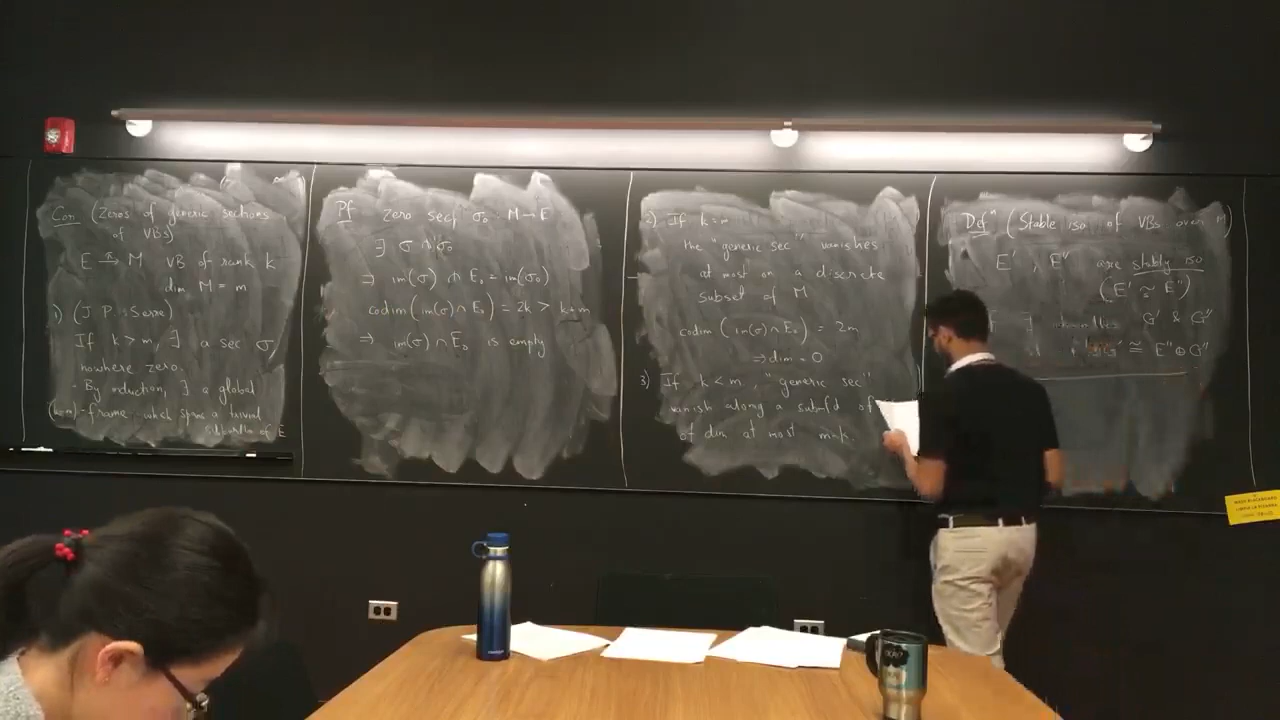 Cor (Zeros of generic sections
of VBs)
E →π M VB of rank k
dim M = m
1) (J. P. Serre)
If k > m, ∃ a sec σ
nowhere zero.
- By induction, ∃ a global
(k-m)-frame which spans a trivial
subbundle of E
Pf Zero secⁿ σ₀: M → E
∃ σ ⋔ σ₀
⇒ im(σ) ⋔ E₀ = im(σ₀)
codim(im(σ) ∩ E₀) = 2k > k+m
⇒ im(σ) ∩ E₀ is empty
2) If k = m
the "generic sec" vanishes
at most on a discrete
subset of M
codim(im(σ) ∩ E₀) = 2m
⇒ dim = 0
3) If k < m, "generic sec"
vanish along a submfd of
of dim at most m-k.
Defⁿ (Stable iso of VBs over M)
E', E'' are stably iso
(E' ≃ E'')
∃ G' & G''
≅ E'' ⊕ G''